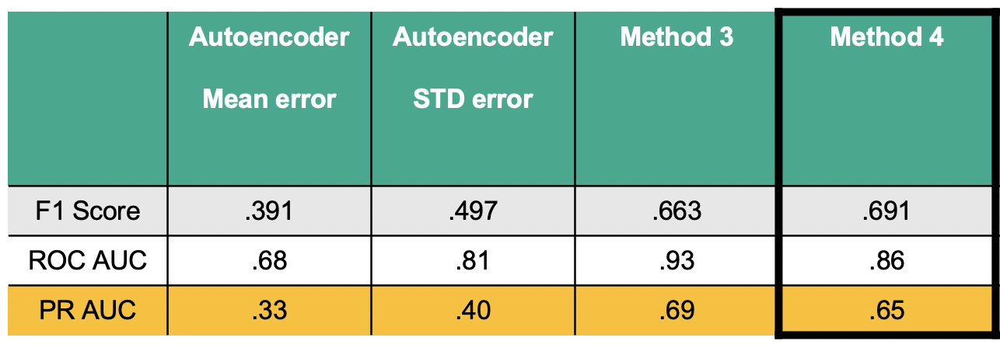 Autoencoder Autoencoder Method 3 Method 4
Mean error STD error
F1 Score .391 .497 .663 .691
ROC AUC .68 .81 .93 .86
PR AUC .33 .40 .69 .65